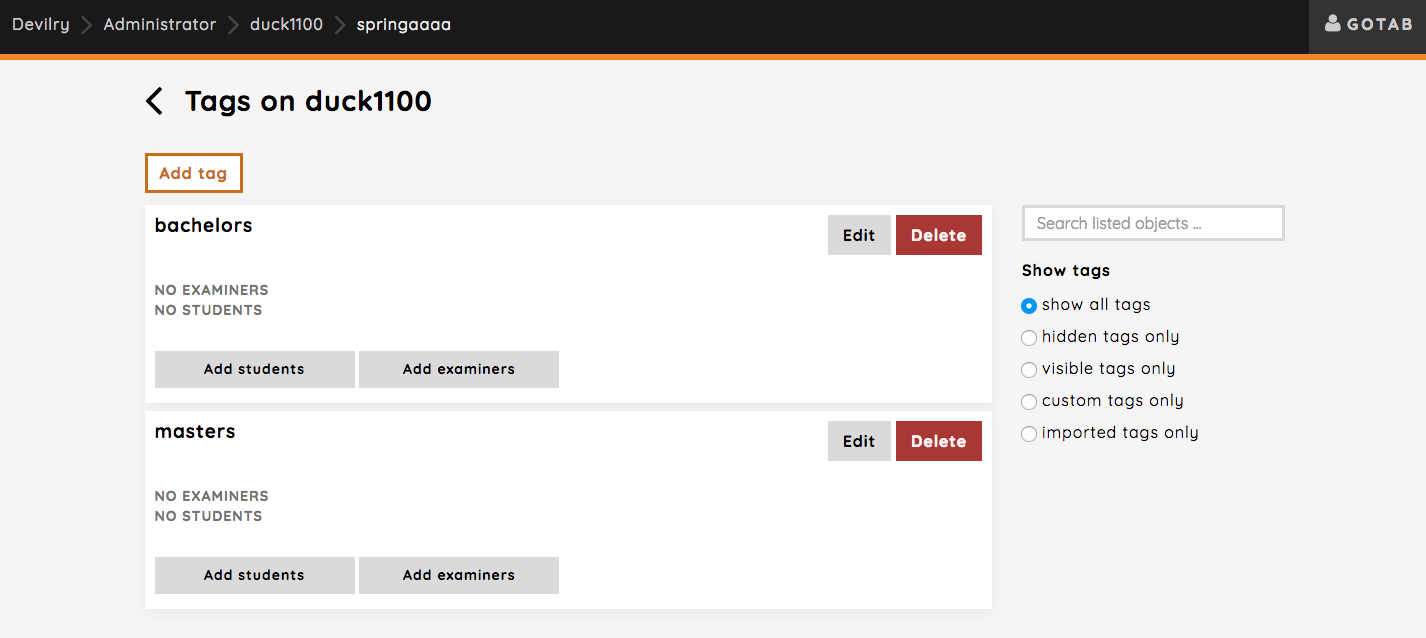 Devilry Administrator duck1100 springaaaa GOTAB
Tags on duck1100
Add tag
bachelors
Edit Delete
NO EXAMINERS
NO STUDENTS
Add students Add examiners
masters
Edit Delete
NO EXAMINERS
NO STUDENTS
Add students Add examiners
Search listed objects ...
Show tags
show all tags
hidden tags only
visible tags only
custom tags only
imported tags only